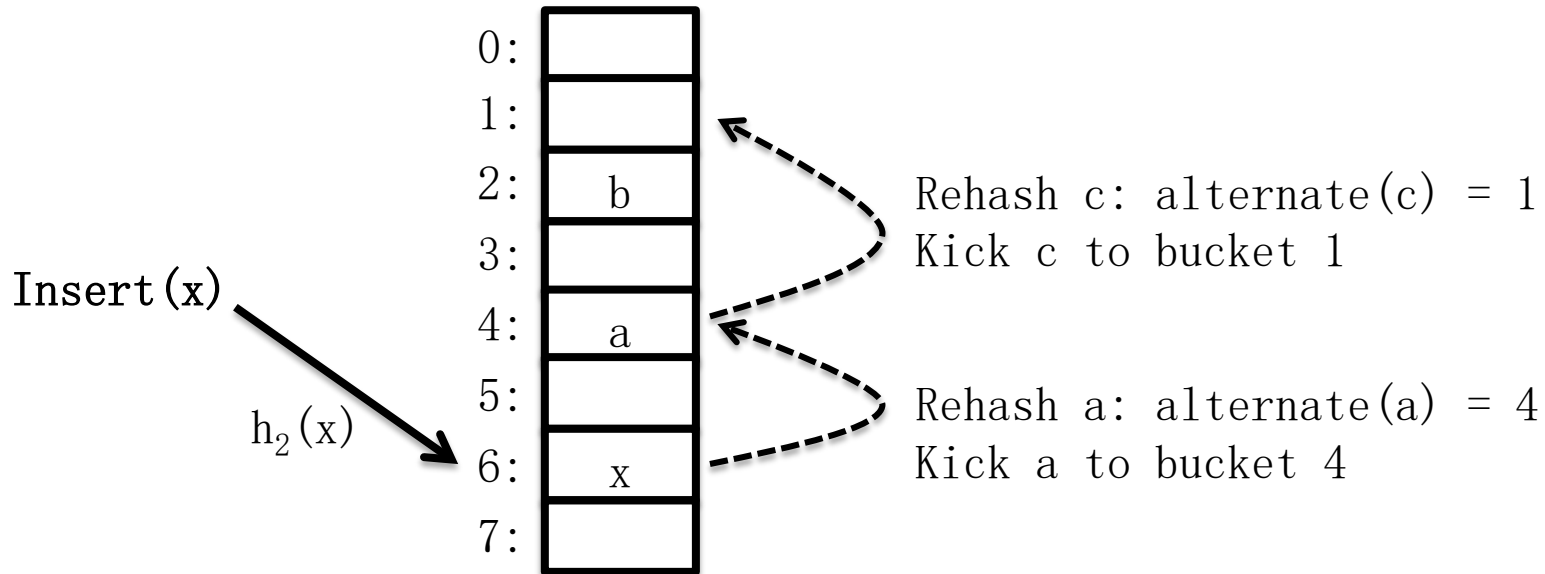 0:
1:
2: b
Rehash c: alternate(c) = 1
Kick c to bucket 1
3:
Insert(x)
4: a
5:
Rehash a: alternate(a) = 4
Kick a to bucket 4
h₂(x)
6: x
7: